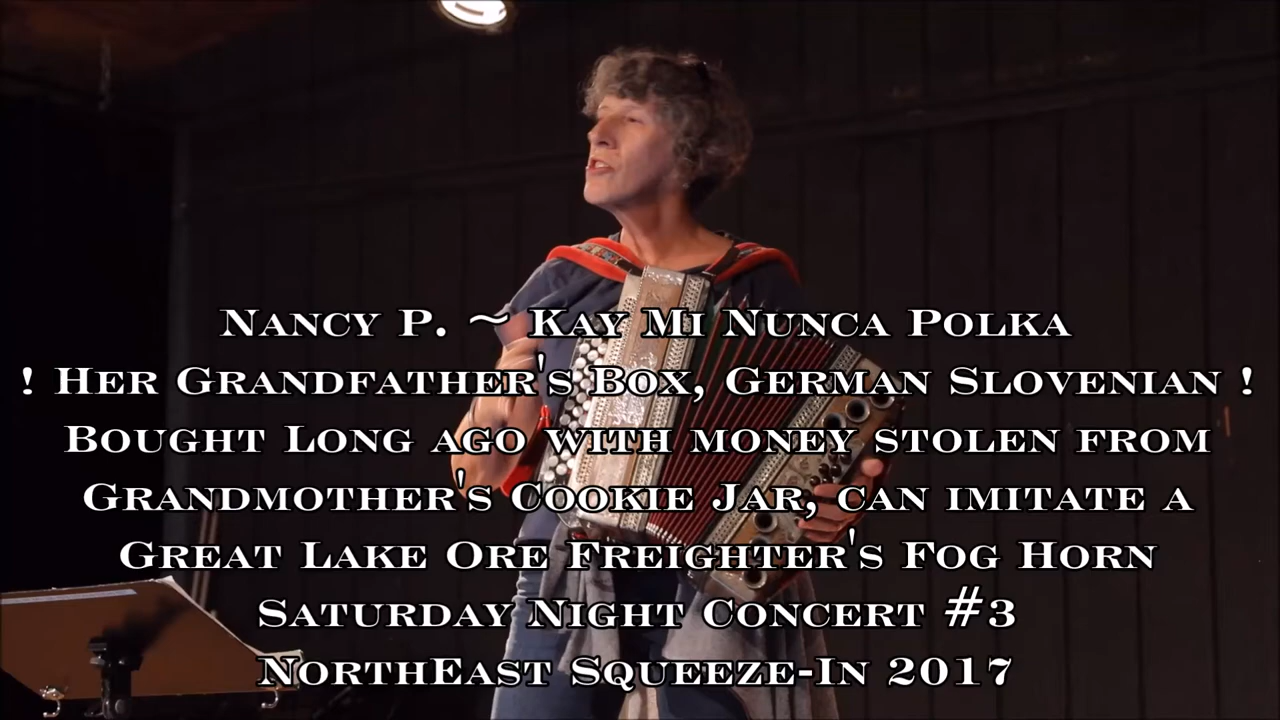 Nancy P. ~ Kay Mi Nunca Polka
! Her Grandfather's Box, German Slovenian !
Bought Long ago with money stolen from
Grandmother's Cookie Jar, can imitate a
Great Lake Ore Freighter's Fog Horn
Saturday Night Concert #3
NorthEast Squeeze-In 2017